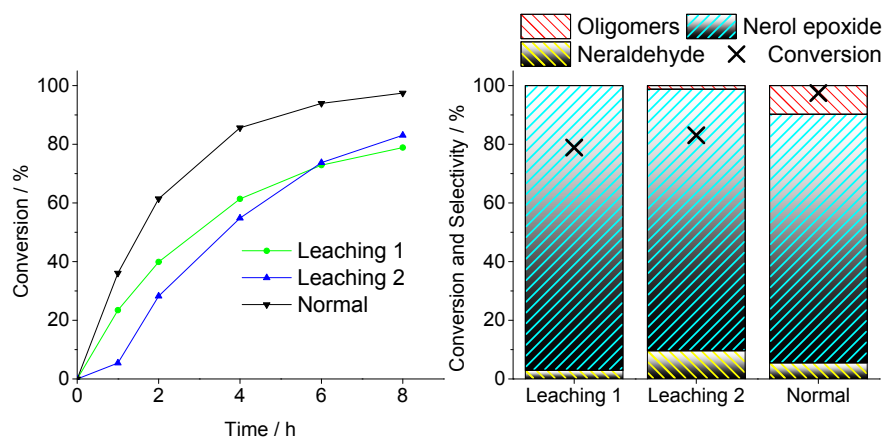 Oligomers Nerol epoxide
Neraldehyde Conversion
100
80
60
40
20
0
Conversion / %
0 2 4 6 8
Time / h
Leaching 1
Leaching 2
Normal
100
80
60
40
20
0
Conversion and Selectivity / %
Leaching 1 Leaching 2 Normal